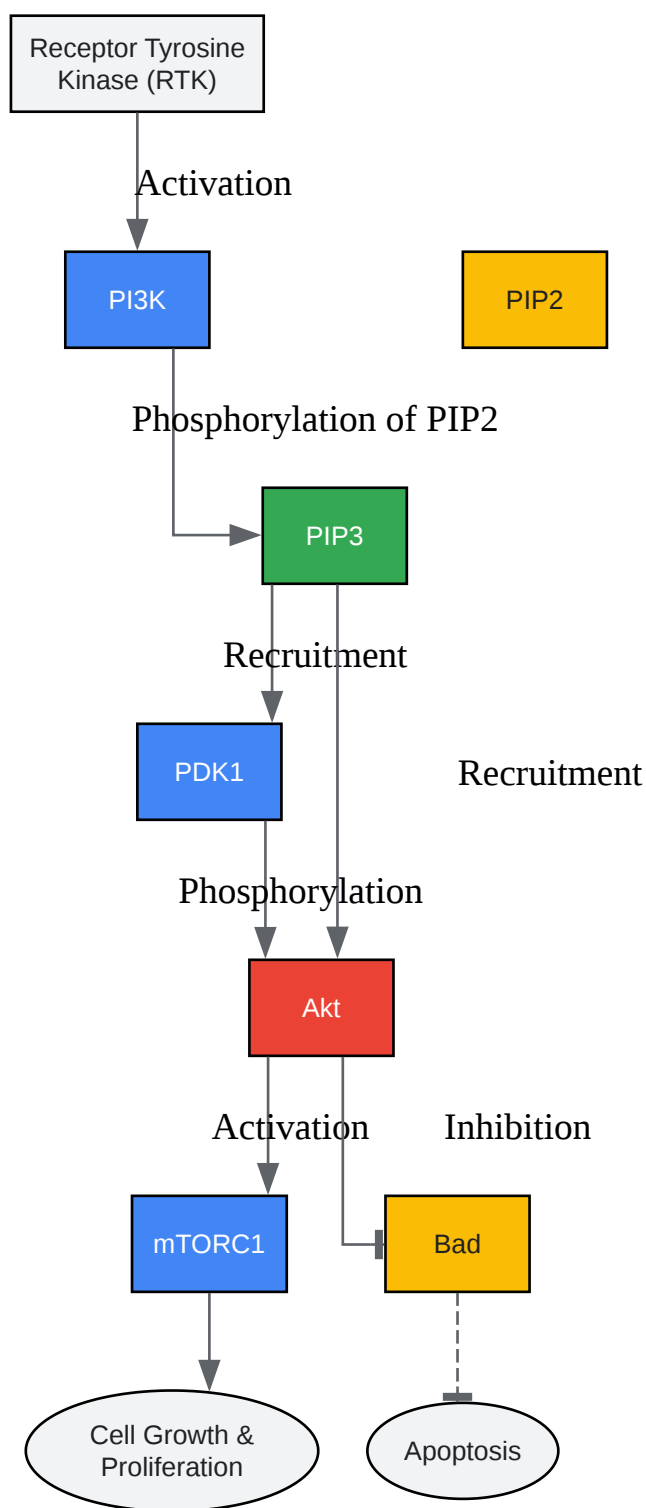 Receptor Tyrosine
Kinase (RTK)
Activation
PI3K
PIP2
Phosphorylation of PIP2
PIP3
Recruitment
PDK1
Recruitment
Phosphorylation
Akt
Activation
Inhibition
mTORC1
Bad
Cell Growth &
Proliferation
Apoptosis